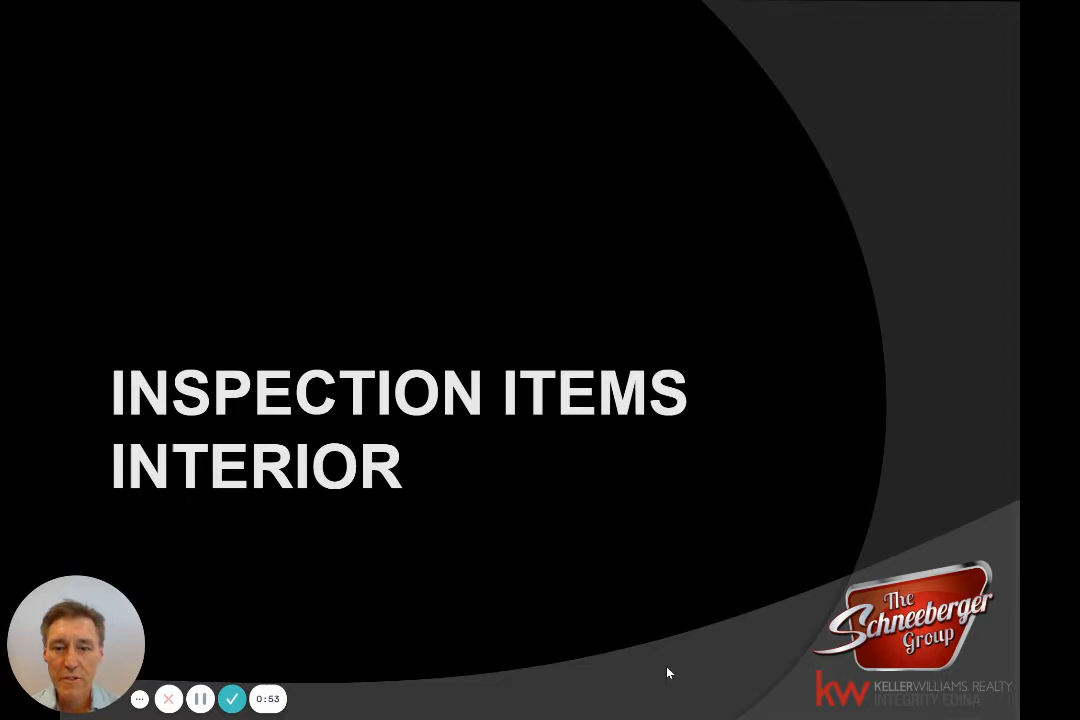 INSPECTION ITEMS
INTERIOR
The
Schneeberger
Group
kw KELLERWILLIAMS. REALTY
INTEGRITY EDINA
0:53